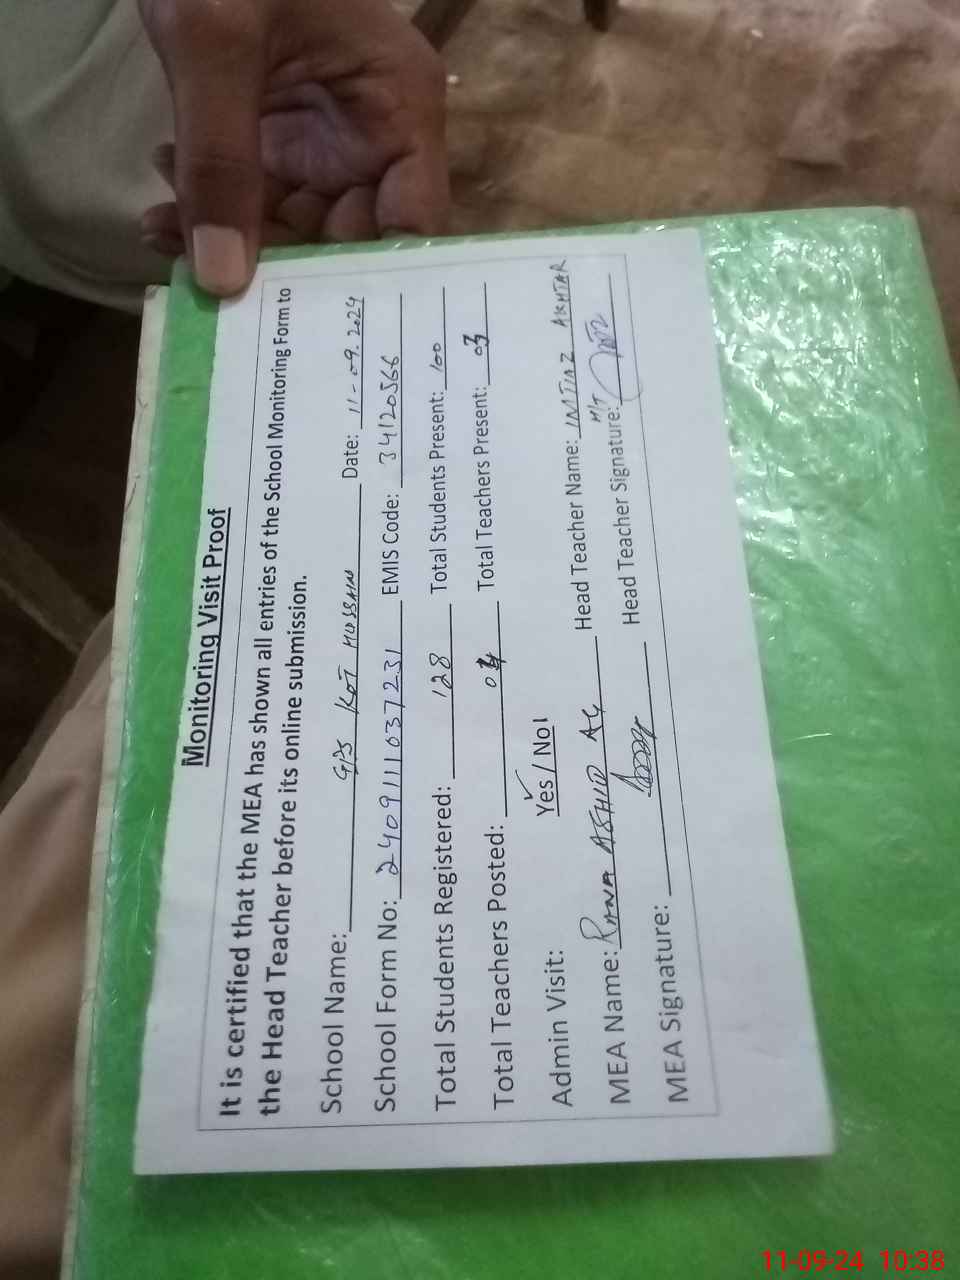 Monitoring Visit Proof
It is certified that the MEA has shown all entries of the School Monitoring Form to
the Head Teacher before its online submission.
School Name: GPS KOT HUSSAIN Date: 11-09.2024
School Form No: 2409111037231 EMIS Code: 34120566
Total Students Registered: 128 Total Students Present: 100
Total Teachers Posted: 04 Total Teachers Present: 03
Admin Visit: Yes / No!
MEA Name: RANA ASHID Head Teacher Name: IMTIAZ AKHTAR
MEA Signature: Head Teacher Signature: H/T
11-09-24 10:38